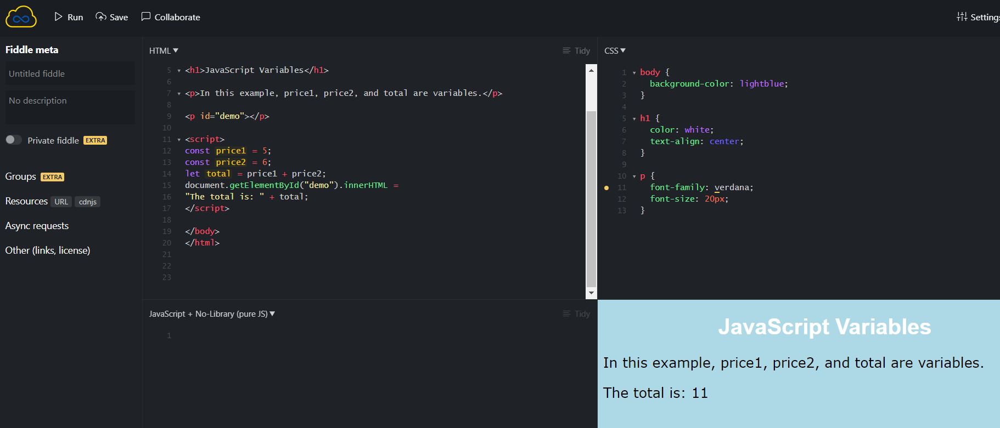 Run Save Collaborate Settings
Fiddle meta
Untitled fiddle
No description
Private fiddle EXTRA
Groups EXTRA
Resources URL cdnjs
Async requests
Other (links, license)
HTML Tidy
5 <h1>JavaScript Variables</h1>
6
7 <p>In this example, price1, price2, and total are variables.</p>
8
9 <p id="demo"></p>
10
11 <script>
12 const price1 = 5;
13 const price2 = 6;
14 let total = price1 + price2;
15 document.getElementById("demo").innerHTML =
16 "The total is: " + total;
17 </script>
18
19 </body>
20 </html>
21
22
23
JavaScript + No-Library (pure JS) Tidy
1
CSS
1 body {
2 background-color: lightblue;
3 }
4
5 h1 {
6 color: white;
7 text-align: center;
8 }
9
10 p {
11 font-family: verdana;
12 font-size: 20px;
13 }
JavaScript Variables
In this example, price1, price2, and total are variables.
The total is: 11